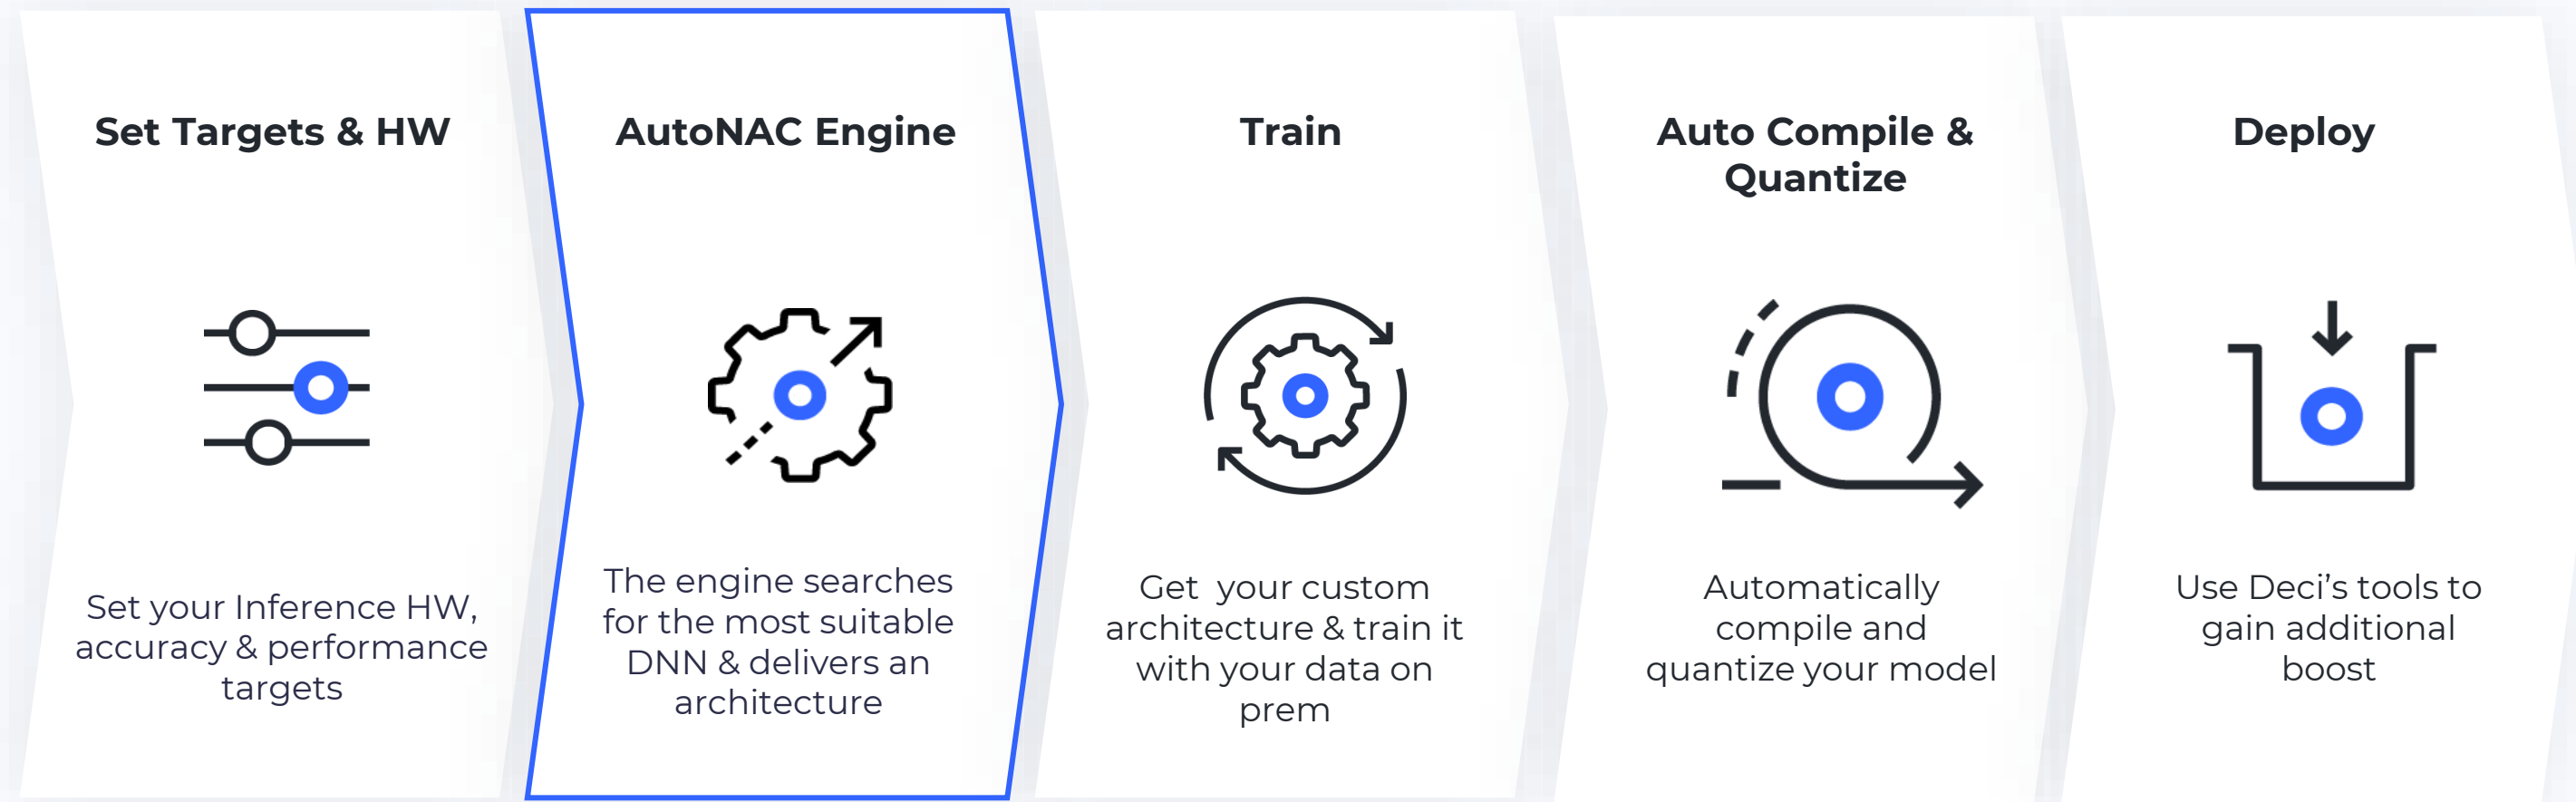 Set Targets & HW
Set your Inference HW,
accuracy & performance
targets
AutoNAC Engine
The engine searches
for the most suitable
DNN & delivers an
architecture
Train
Get  your custom
architecture & train it
with your data on
prem
Auto Compile &
Quantize
Automatically
compile and
quantize your model
Deploy
Use Deci’s tools to
gain additional
boost